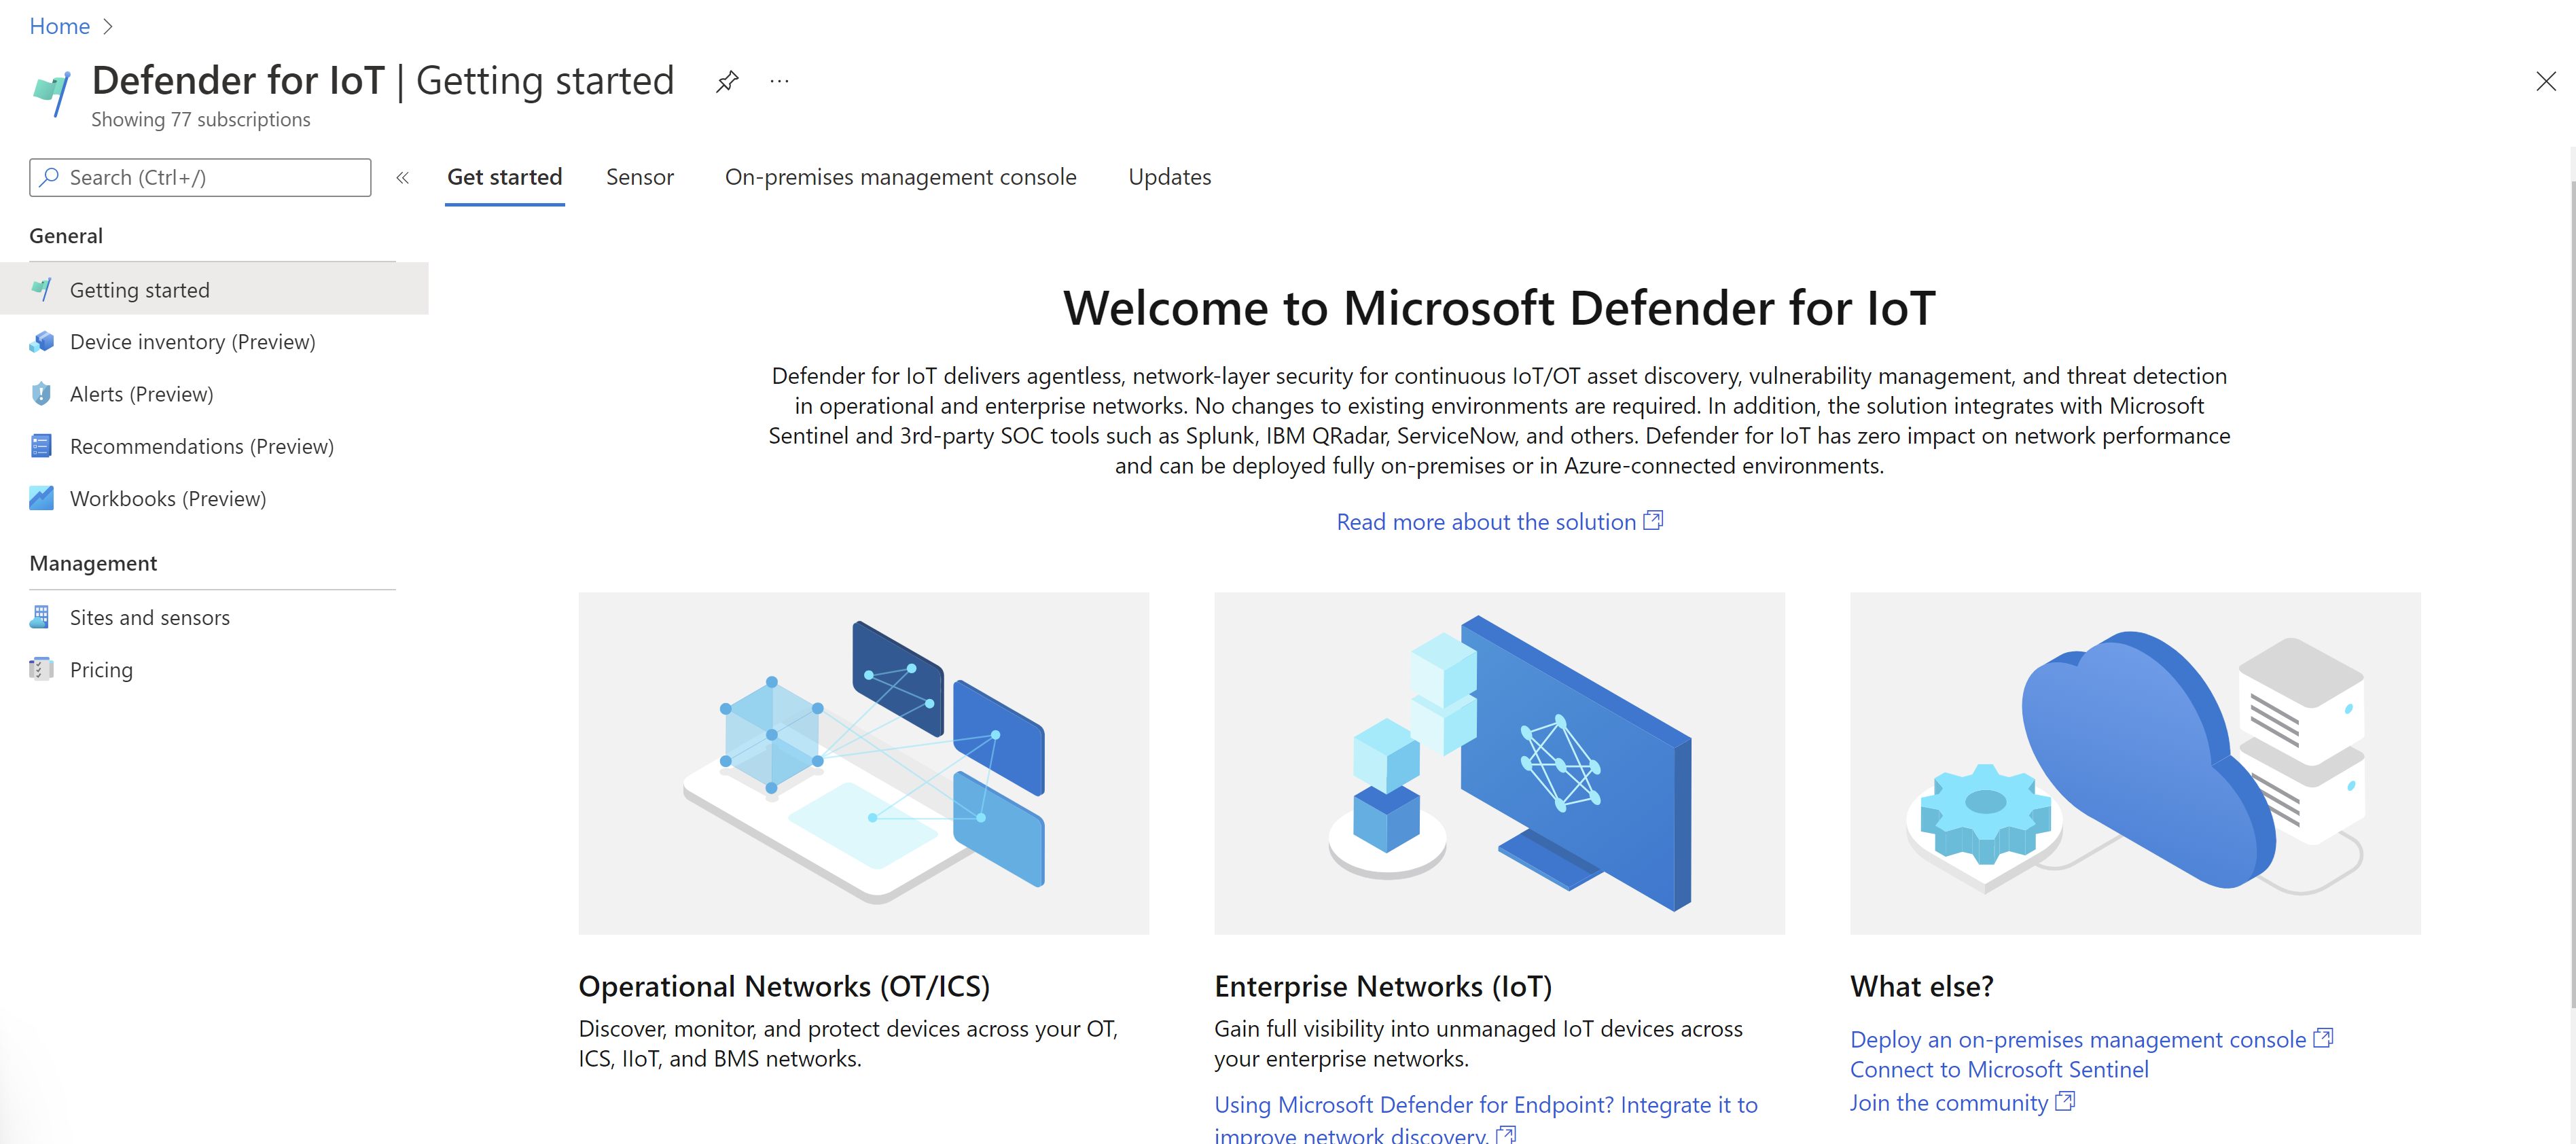 Home
Defender for IoT | Getting started
Showing 77 subscriptions
Search (Ctrl+/)
Get started
Sensor
On-premises management console
Updates
General
Getting started
Device inventory (Preview)
Alerts (Preview)
Recommendations (Preview)
Workbooks (Preview)
Management
Sites and sensors
Pricing
Welcome to Microsoft Defender for IoT
Defender for IoT delivers agentless, network-layer security for continuous IoT/OT asset discovery, vulnerability management, and threat detection
in operational and enterprise networks. No changes to existing environments are required. In addition, the solution integrates with Microsoft
Sentinel and 3rd-party SOC tools such as Splunk, IBM QRadar, ServiceNow, and others. Defender for IoT has zero impact on network performance
and can be deployed fully on-premises or in Azure-connected environments.
Read more about the solution
Operational Networks (OT/ICS)
Discover, monitor, and protect devices across your OT,
ICS, IIoT, and BMS networks.
Enterprise Networks (IoT)
Gain full visibility into unmanaged IoT devices across
your enterprise networks.
Using Microsoft Defender for Endpoint? Integrate it to
improve network discovery.
What else?
Deploy an on-premises management console
Connect to Microsoft Sentinel
Join the community